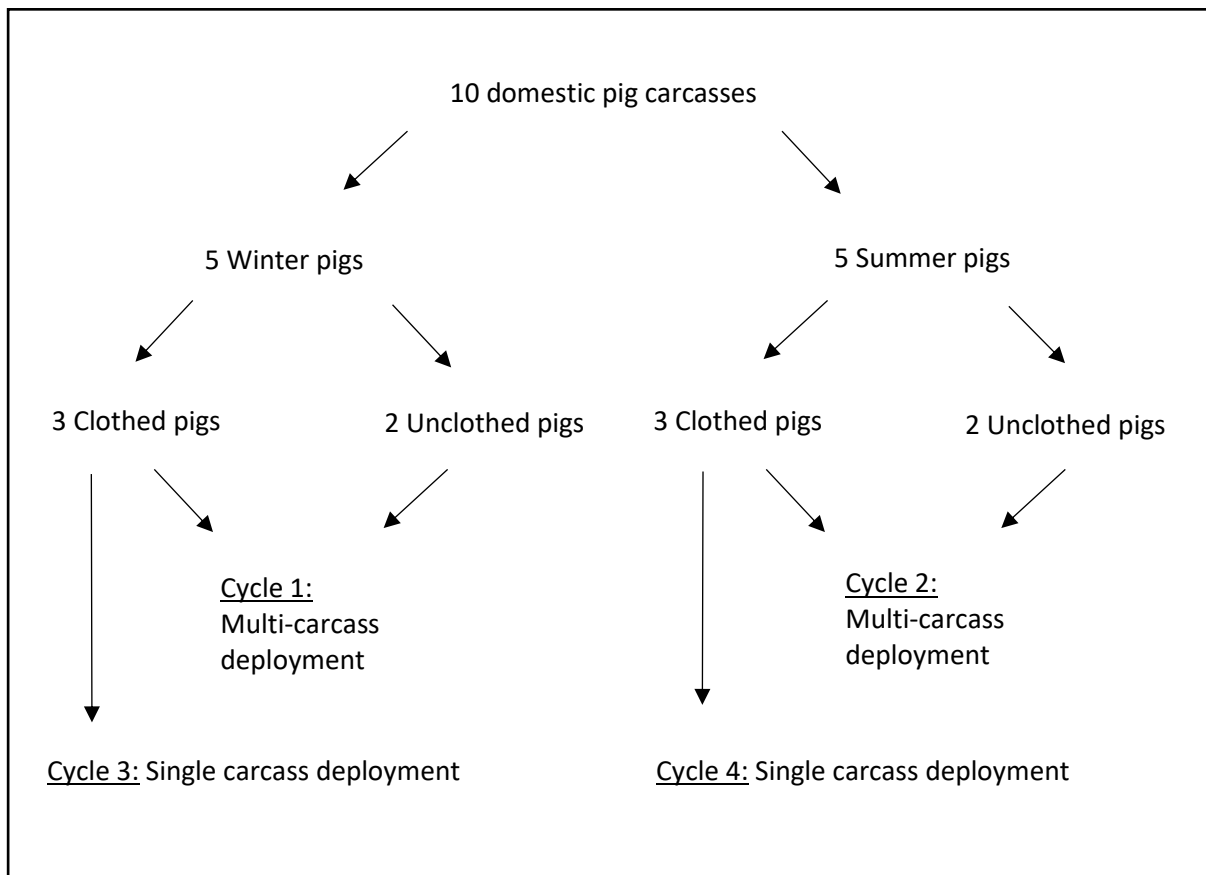 10 domestic pig carcasses
5 Winter pigs
5 Summer pigs
3 Clothed pigs
2 Unclothed pigs
3 Clothed pigs
2 Unclothed pigs
Cycle 1:
Multi-carcass
deployment
Cycle 2:
Multi-carcass
deployment
Cycle 3: Single carcass deployment
Cycle 4: Single carcass deployment